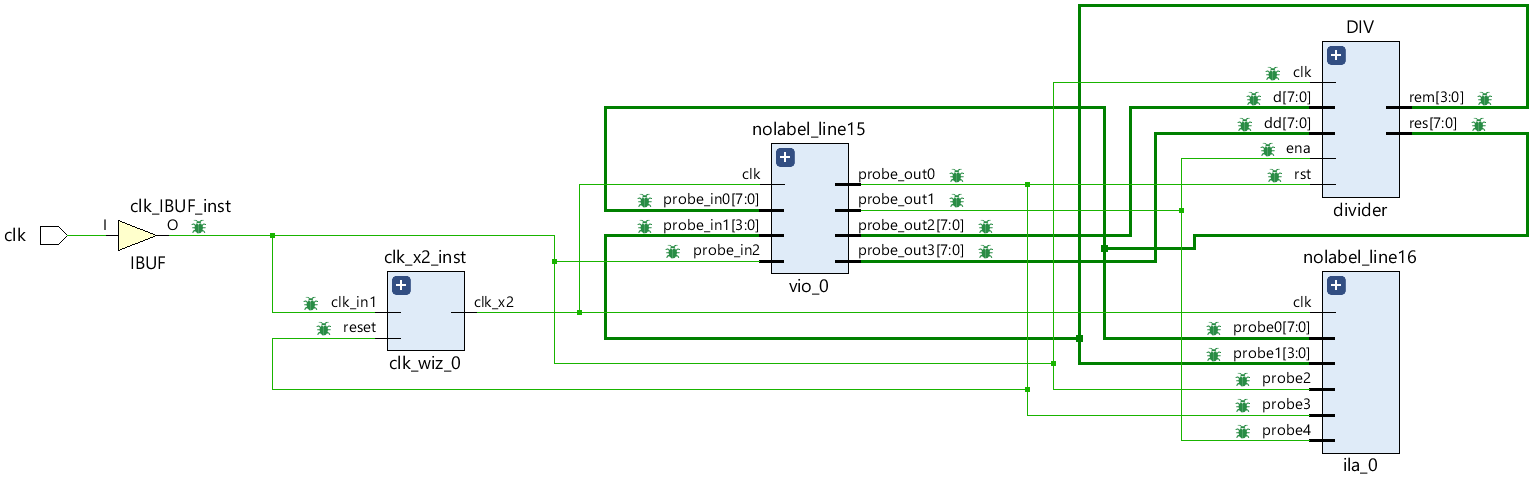 clk
I
clk_IBUF_inst
O
IBUF
clk_x2_inst
clk_in1
reset
clk_x2
clk_wiz_0
nolabel_line15
clk
probe_in0[7:0]
probe_in1[3:0]
probe_in2
probe_out0
probe_out1
probe_out2[7:0]
probe_out3[7:0]
vio_0
DIV
clk
d[7:0]
dd[7:0]
ena
rst
rem[3:0]
res[7:0]
divider
nolabel_line16
clk
probe0[7:0]
probe1[3:0]
probe2
probe3
probe4
ila_0